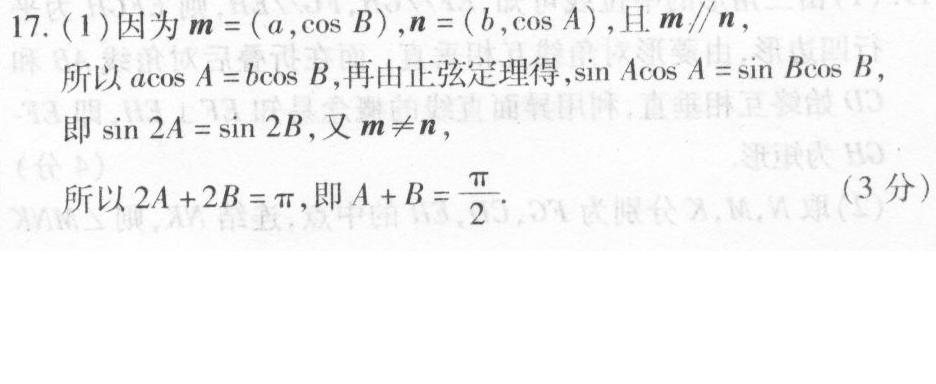 17. (1)因为 m = (a, cos B), n = (b, cos A), 且 m∥n,
所以 acos A = bcos B, 再由正弦定理得, sin Acos A = sin Bcos B,
即 sin 2A = sin 2B, 又 m≠n,
所以 2A + 2B = π, 即 A + B = π/2. (3 分)